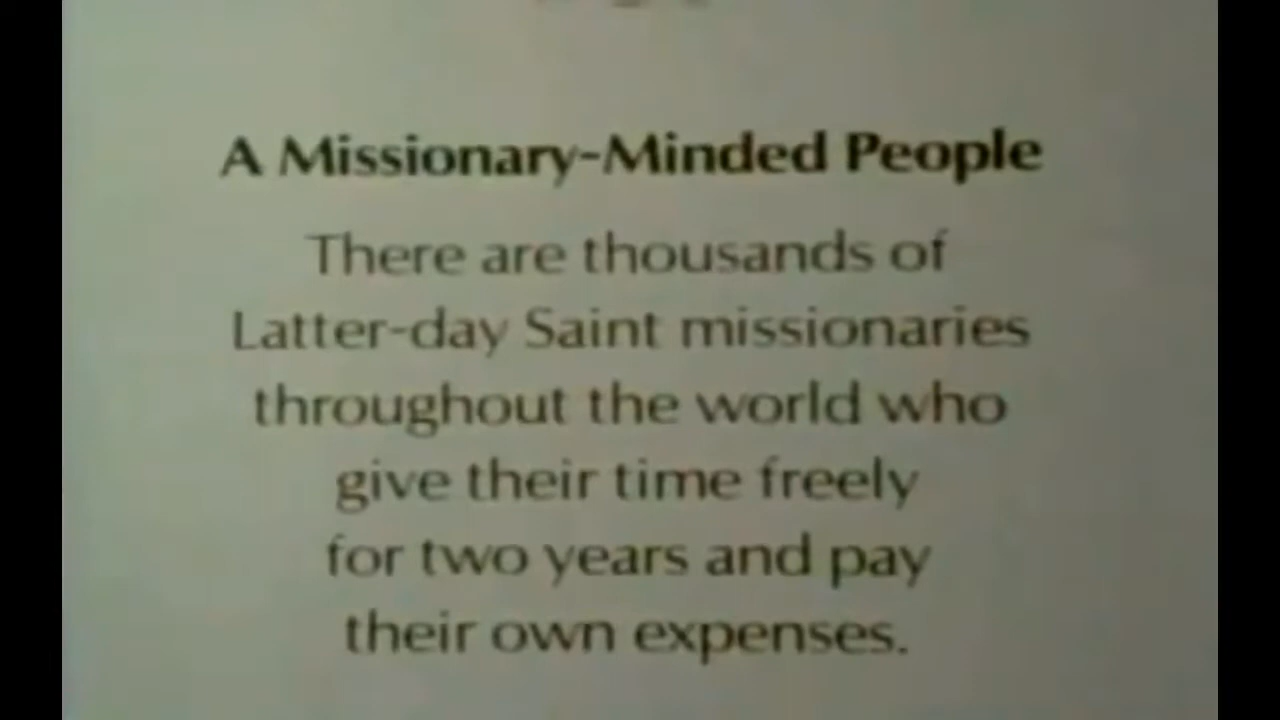 A Missionary-Minded People
There are thousands of
Latter-day Saint missionaries
throughout the world who
give their time freely
for two years and pay
their own expenses.